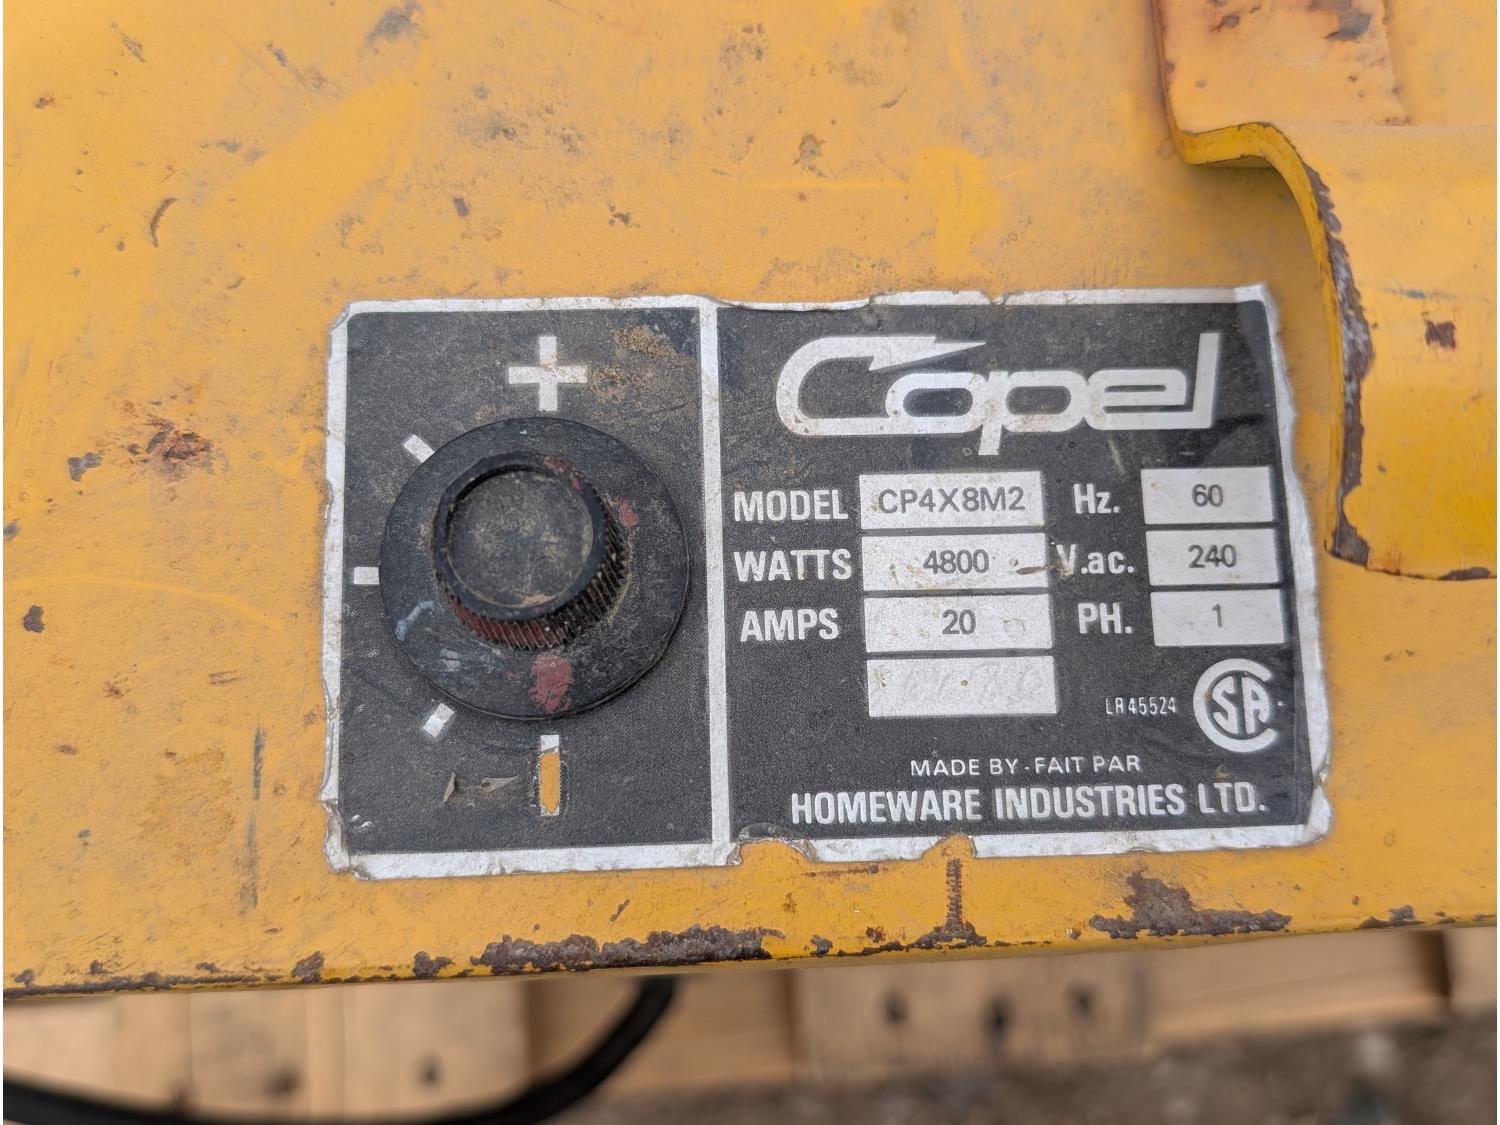 +
Copel
MODEL CP4X8M2 Hz. 60
WATTS 4800 V.ac. 240
AMPS 20 PH. 1
LR45524 CSA
MADE BY - FAIT PAR
HOMEWARE INDUSTRIES LTD.